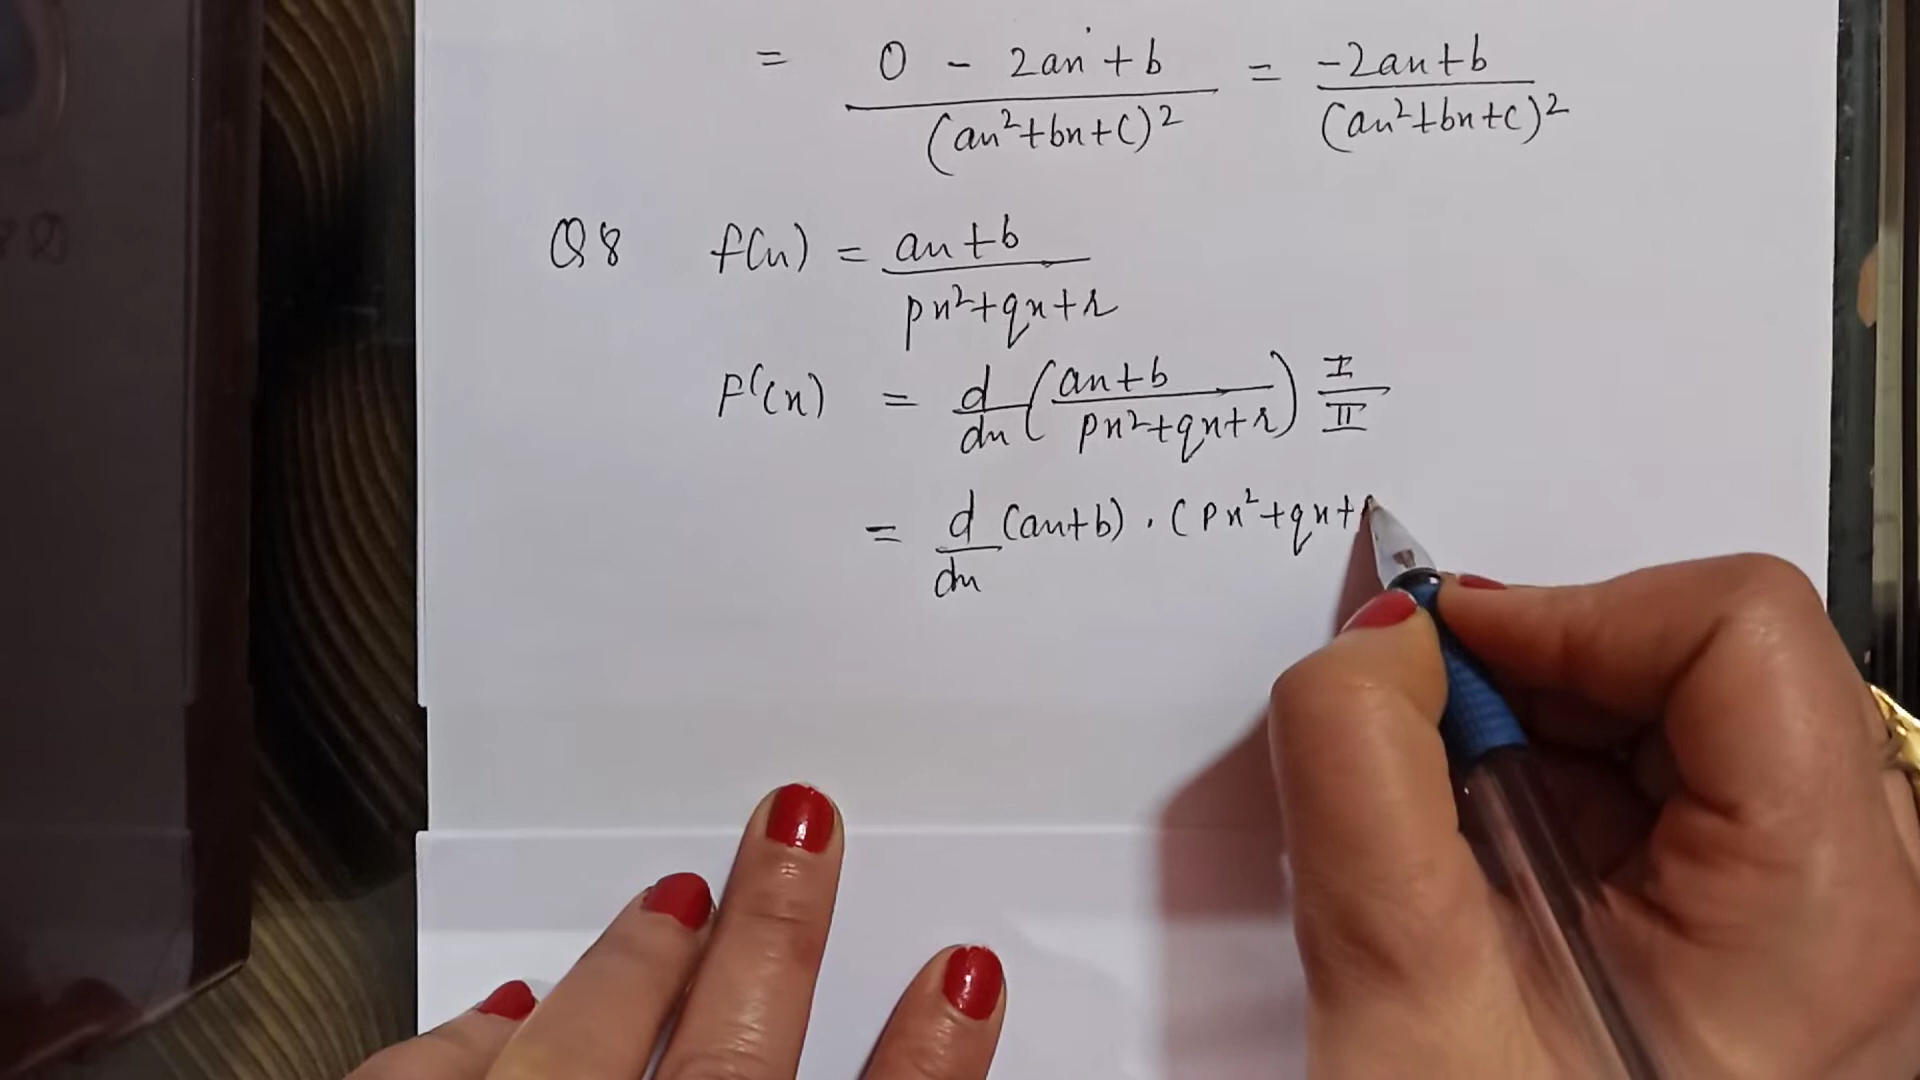 = 0 - 2ax + b / (ax²+bx+c)² = -2ax+b / (ax²+bx+c)²
Q8 f(x) = ax+b / px²+qx+r
F'(x) = d/dx (ax+b / px²+qx+r) I/II
= d/dx (ax+b) . (px²+qx+